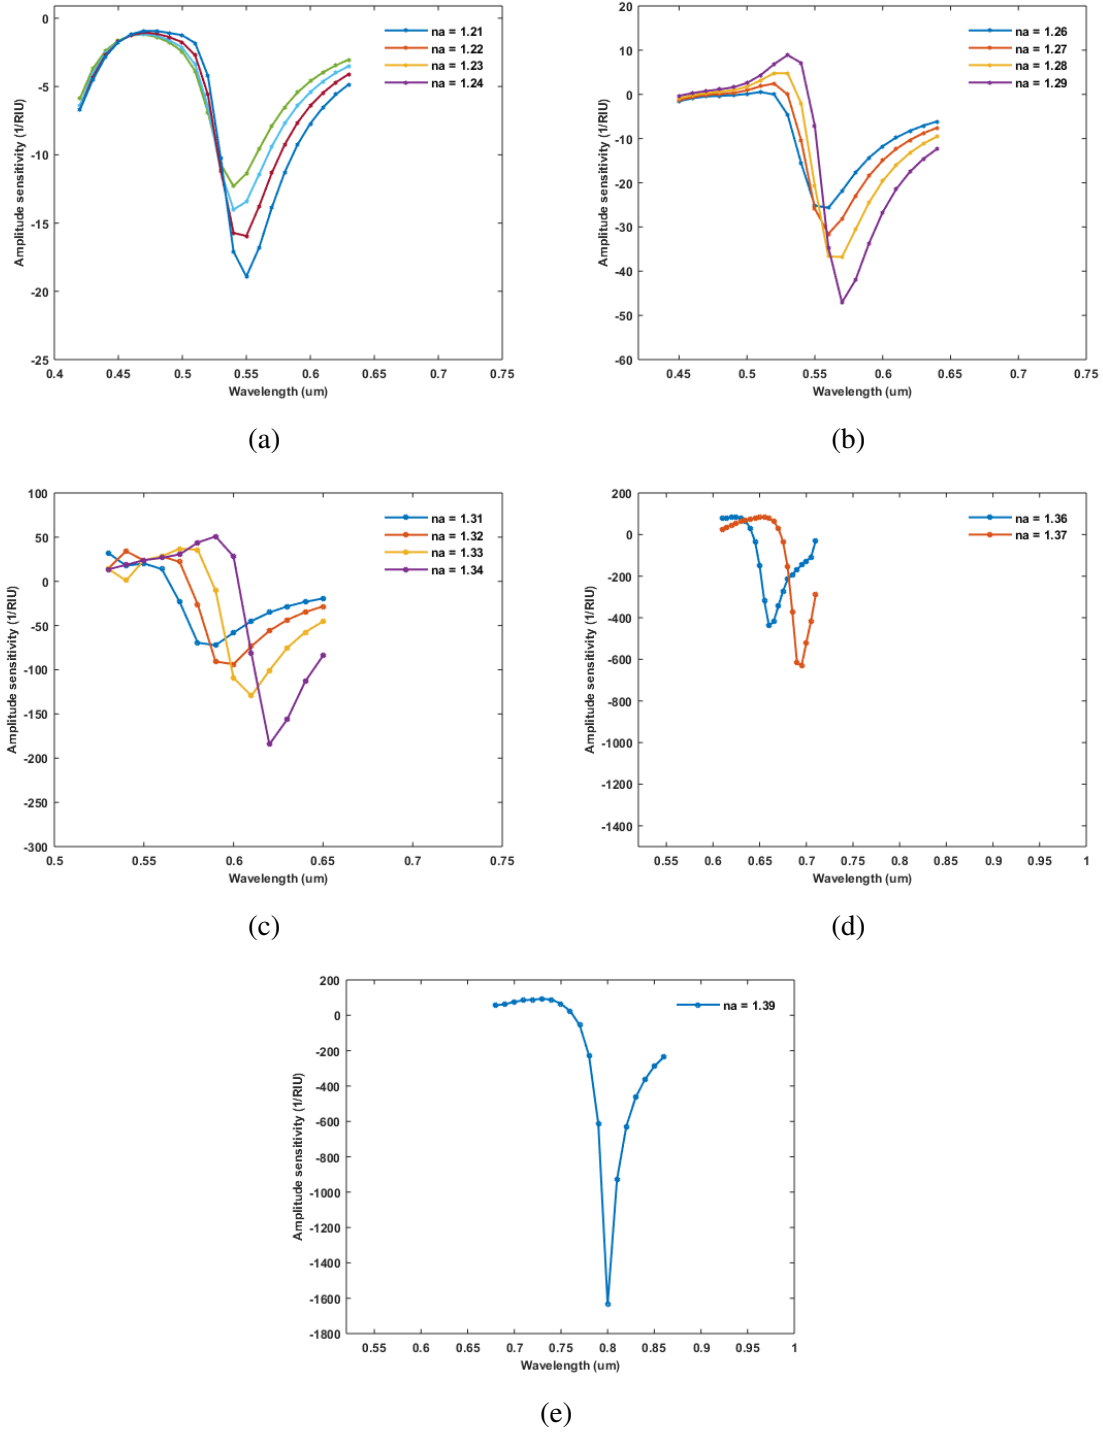 0
-5
-10
-15
-20
-25
0.4 0.45 0.5 0.55 0.6 0.65 0.7 0.75
Wavelength (um)
Amplitude sensitivity (1/RIU)
na = 1.21
na = 1.22
na = 1.23
na = 1.24
(a)
20
10
0
-10
-20
-30
-40
-50
-60
0.45 0.5 0.55 0.6 0.65 0.7 0.75
Wavelength (um)
Amplitude sensitivity (1/RIU)
na = 1.26
na = 1.27
na = 1.28
na = 1.29
(b)
100
50
0
-50
-100
-150
-200
-250
-300
0.5 0.55 0.6 0.65 0.7 0.75
Wavelength (um)
Amplitude sensitivity (1/RIU)
na = 1.31
na = 1.32
na = 1.33
na = 1.34
(c)
200
0
-200
-400
-600
-800
-1000
-1200
-1400
0.55 0.6 0.65 0.7 0.75 0.8 0.85 0.9 0.95 1
Wavelength (um)
Amplitude sensitivity (1/RIU)
na = 1.36
na = 1.37
(d)
200
0
-200
-400
-600
-800
-1000
-1200
-1400
-1600
-1800
0.55 0.6 0.65 0.7 0.75 0.8 0.85 0.9 0.95 1
Wavelength (um)
Amplitude sensitivity (1/RIU)
na = 1.39
(e)